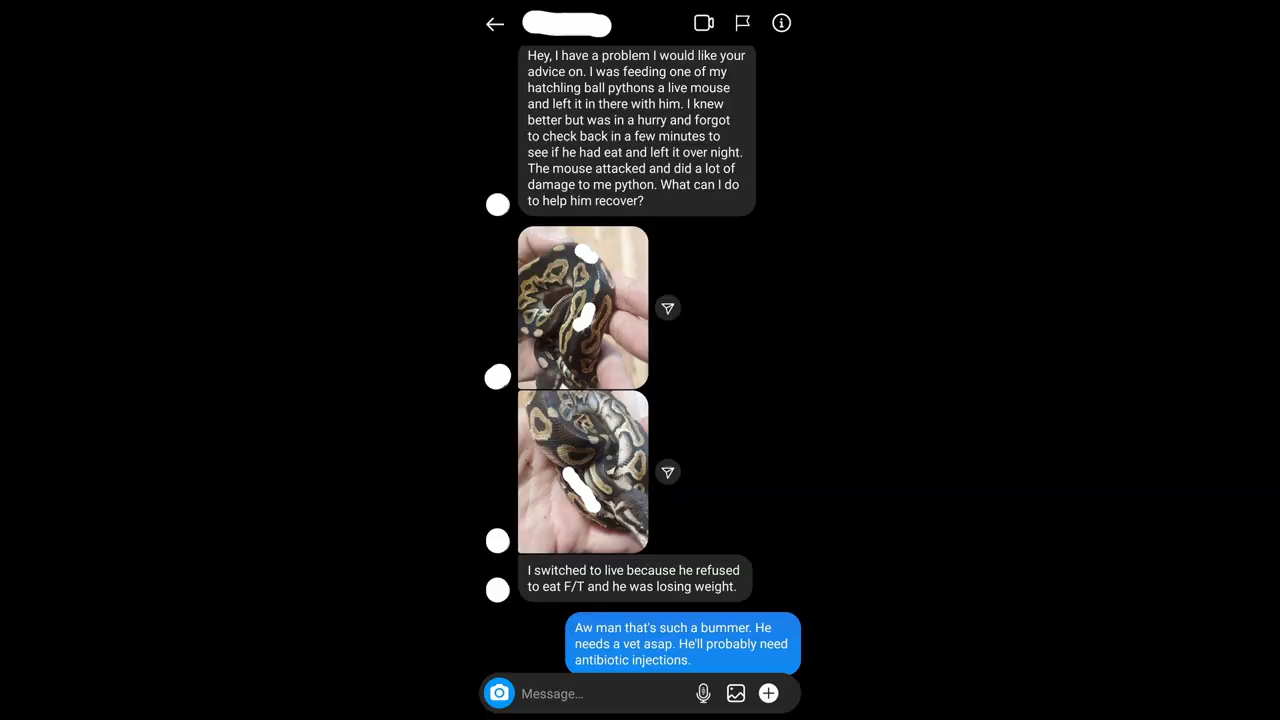 Hey, I have a problem I would like your
advice on. I was feeding one of my
hatchling ball pythons a live mouse
and left it in there with him. I knew
better but was in a hurry and forgot
to check back in a few minutes to
see if he had eat and left it over night.
The mouse attacked and did a lot of
damage to me python. What can I do
to help him recover?
I switched to live because he refused
to eat F/T and he was losing weight.
Aw man that's such a bummer. He
needs a vet asap. He'll probably need
antibiotic injections.
Message...